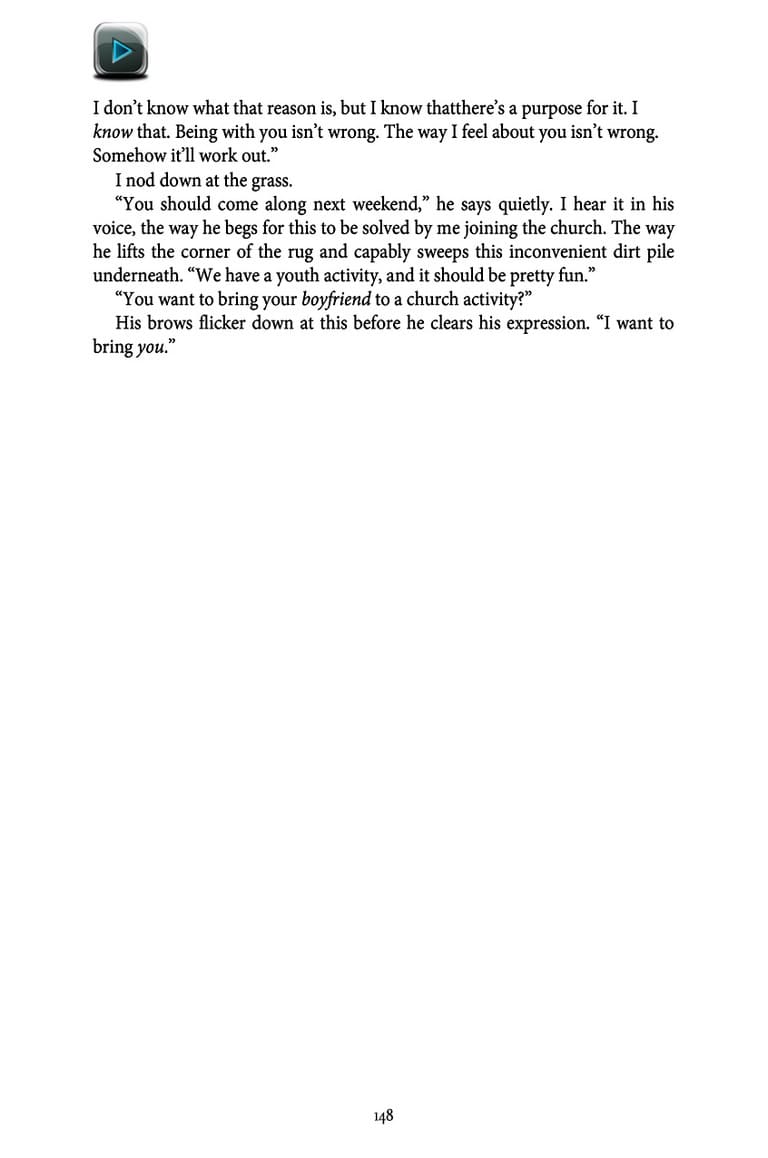 I don’t know what that reason is, but I know thatthere’s a purpose for it. I
know that. Being with you isn’t wrong. The way I feel about you isn’t wrong.
Somehow it’ll work out.”
I nod down at the grass.
“You should come along next weekend,” he says quietly. I hear it in his
voice, the way he begs for this to be solved by me joining the church. The way
he lifts the corner of the rug and capably sweeps this inconvenient dirt pile
underneath. “We have a youth activity, and it should be pretty fun.”
“You want to bring your boyfriend to a church activity?”
His brows flicker down at this before he clears his expression. “I want to
bring you.”
148